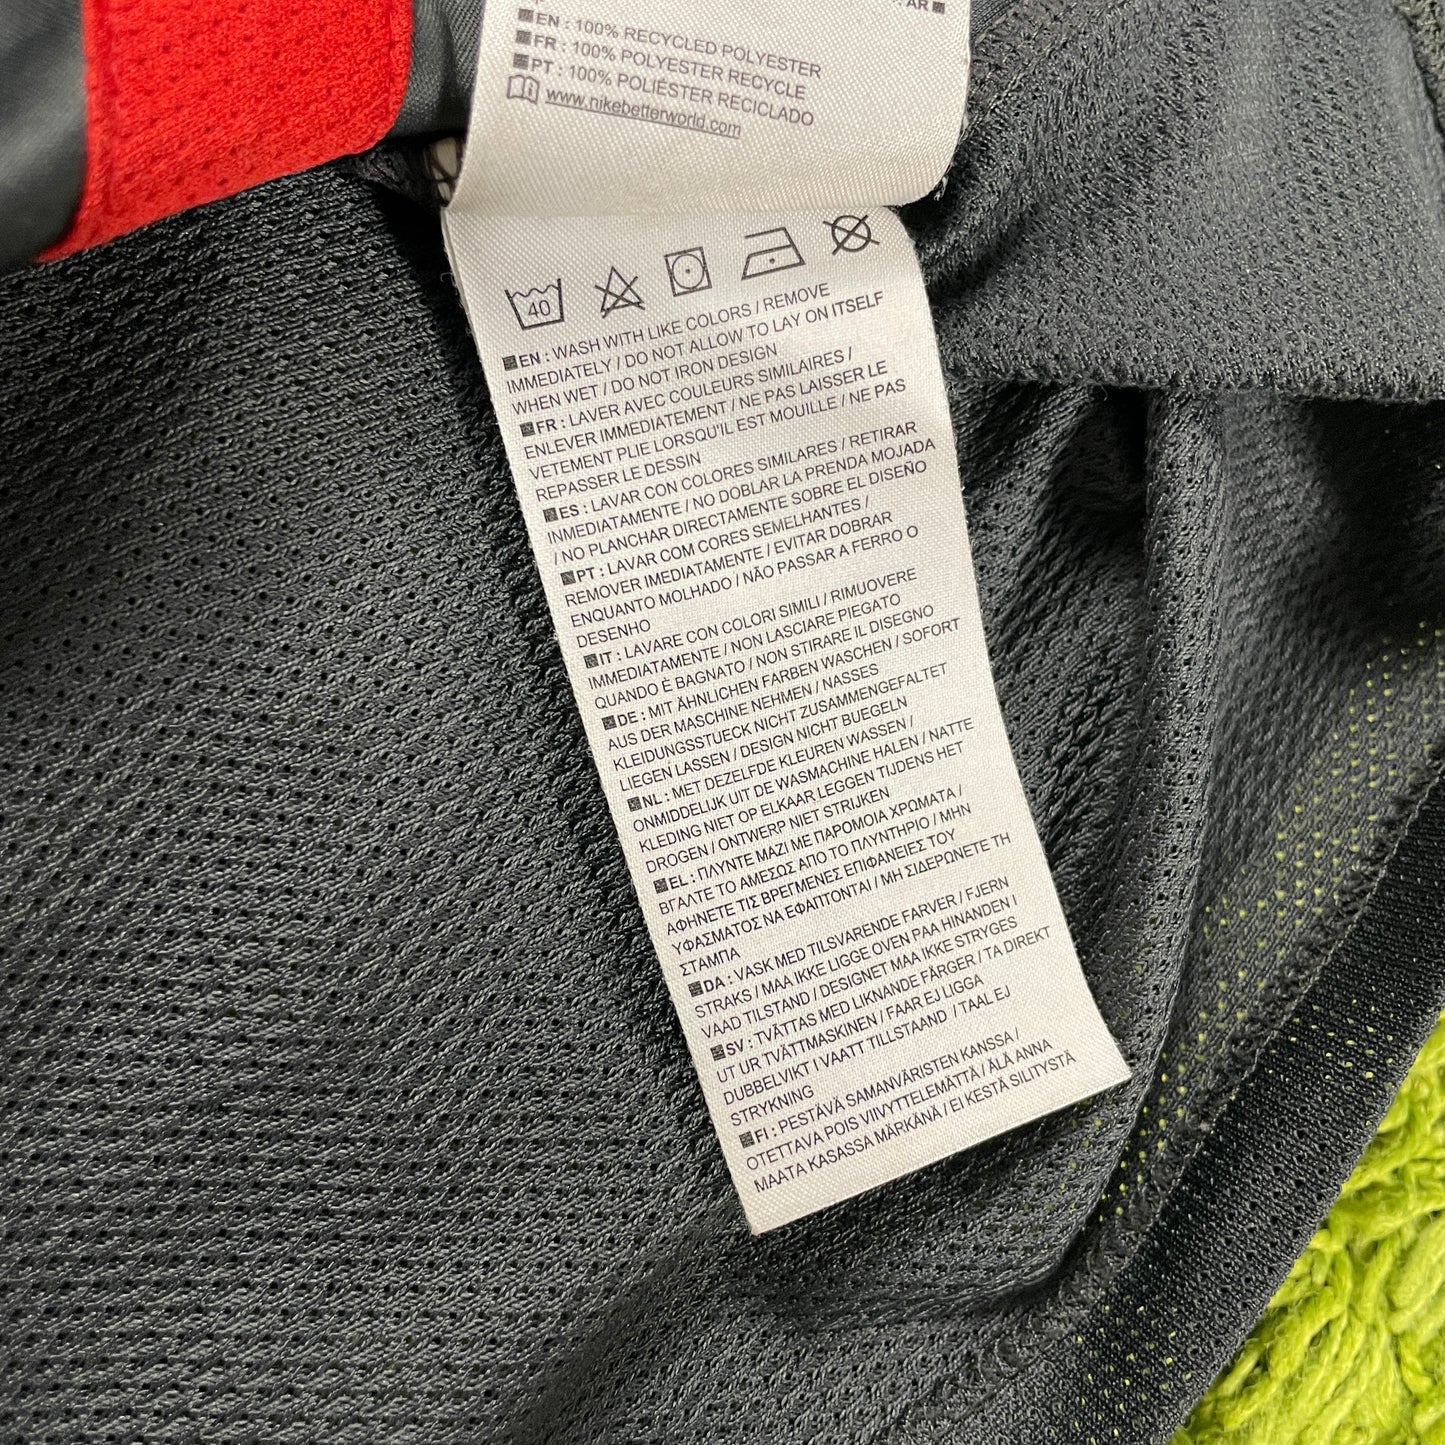 : AR
EN : 100% RECYCLED POLYESTER
FR : 100% POLYESTER RECYCLE
PT : 100% POLIÉSTER RECICLADO
www.nikebetterworld.com
40
EN : WASH WITH LIKE COLORS / REMOVE
IMMEDIATELY / DO NOT ALLOW TO LAY ON ITSELF
WHEN WET / DO NOT IRON DESIGN
FR : LAVER AVEC COULEURS SIMILAIRES /
ENLEVER IMMEDIATEMENT / NE PAS LAISSER LE
VETEMENT PLIE LORSQU'IL EST MOUILLE / NE PAS
REPASSER LE DESSIN
ES : LAVAR CON COLORES SIMILARES / RETIRAR
INMEDIATAMENTE / NO DOBLAR LA PRENDA MOJADA
/ NO PLANCHAR DIRECTAMENTE SOBRE EL DISEÑO
PT : LAVAR COM CORES SEMELHANTES /
REMOVER IMEDIATAMENTE / EVITAR DOBRAR
ENQUANTO MOLHADO / NÃO PASSAR A FERRO O
DESENHO
IT : LAVARE CON COLORI SIMILI / RIMUOVERE
IMMEDIATAMENTE / NON LASCIARE PIEGATO
QUANDO È BAGNATO / NON STIRARE IL DISEGNO
DE : MIT ÄHNLICHEN FARBEN WASCHEN / SOFORT
AUS DER MASCHINE NEHMEN / NASSES
KLEIDUNGSSTUECK NICHT ZUSAMMENGEFALTET
LIEGEN LASSEN / DESIGN NICHT BUEGELN
NL : MET DEZELFDE KLEUREN WASSEN /
ONMIDDELIJK UIT DE WASMACHINE HALEN / NATTE
KLEDING NIET OP ELKAAR LEGGEN TIJDENS HET
DROGEN / ONTWERP NIET STRIJKEN
EL : ΠΛΥΝΤΕ ΜΑΖΙ ΜΕ ΠΑΡΟΜΟΙΑ ΧΡΩΜΑΤΑ /
ΒΓΑΛΤΕ ΤΟ ΑΜΕΣΩΣ ΑΠΟ ΤΟ ΠΛΥΝΤΗΡΙΟ / ΜΗΝ
ΑΦΗΝΕΤΕ ΤΙΣ ΒΡΕΓΜΕΝΕΣ ΕΠΙΦΑΝΕΙΕΣ ΤΟΥ
ΥΦΑΣΜΑΤΟΣ ΝΑ ΕΦΑΠΤΟΝΤΑΙ / ΜΗ ΣΙΔΕΡΩΝΕΤΕ ΤΗ
ΣΤΑΜΠΑ
DA : VASK MED TILSVARENDE FARVER / FJERN
STRAKS / MAA IKKE LIGGE OVEN PAA HINANDEN I
VAAD TILSTAND / DESIGNET MAA IKKE STRYGES
SV : TVÄTTAS MED LIKNANDE FÄRGER / TA DIREKT
UT UR TVÄTTMASKINEN / FAAR EJ LIGGA
DUBBELVIKT I VAATT TILLSTAAND / TAAL EJ
STRYKNING
FI : PESTÄVÄ SAMANVÄRISTEN KANSSA /
OTETTAVA POIS VIIVYTTELEMÄTTÄ / ÄLÄ ANNA
MAATA KASASSA MÄRKÄNÄ / EI KESTÄ SILITYSTÄ